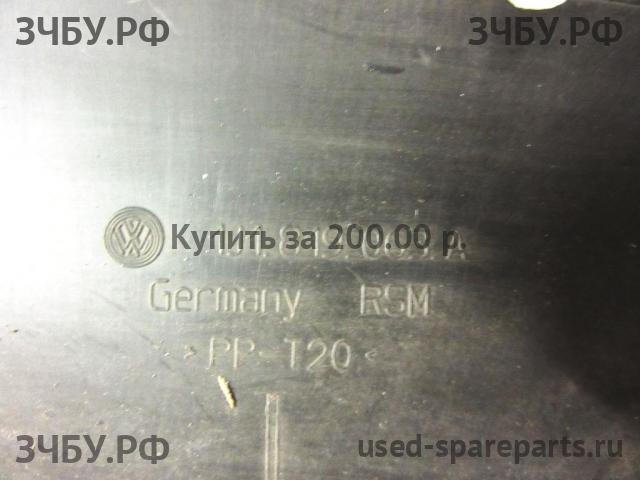 ЗЧБУ.РФ ЗЧБУ.РФ
Купить за 200.00 р.
Germany RSM
>PP-T20<
ЗЧБУ.РФ used-spareparts.ru